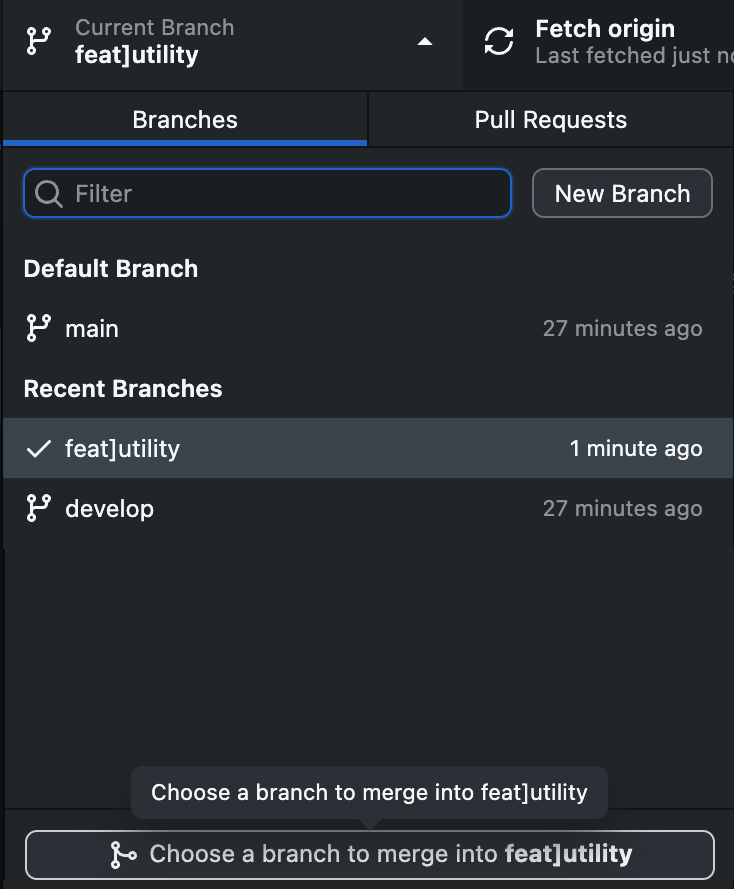 Current Branch
feat]utility
Fetch origin
Last fetched just
Branches
Pull Requests
Filter
New Branch
Default Branch
main 27 minutes ago
Recent Branches
feat]utility 1 minute ago
develop 27 minutes ago
Choose a branch to merge into feat]utility
Choose a branch to merge into feat]utility